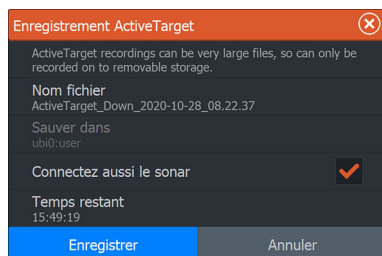 Enregistrement ActiveTarget
ActiveTarget recordings can be very large files, so can only be
recorded on to removable storage.
Nom fichier
ActiveTarget_Down_2020-10-28_08.22.37
Sauver dans
ubi0:user
Connectez aussi le sonar
Temps restant
15:49:19
Enregistrer
Annuler